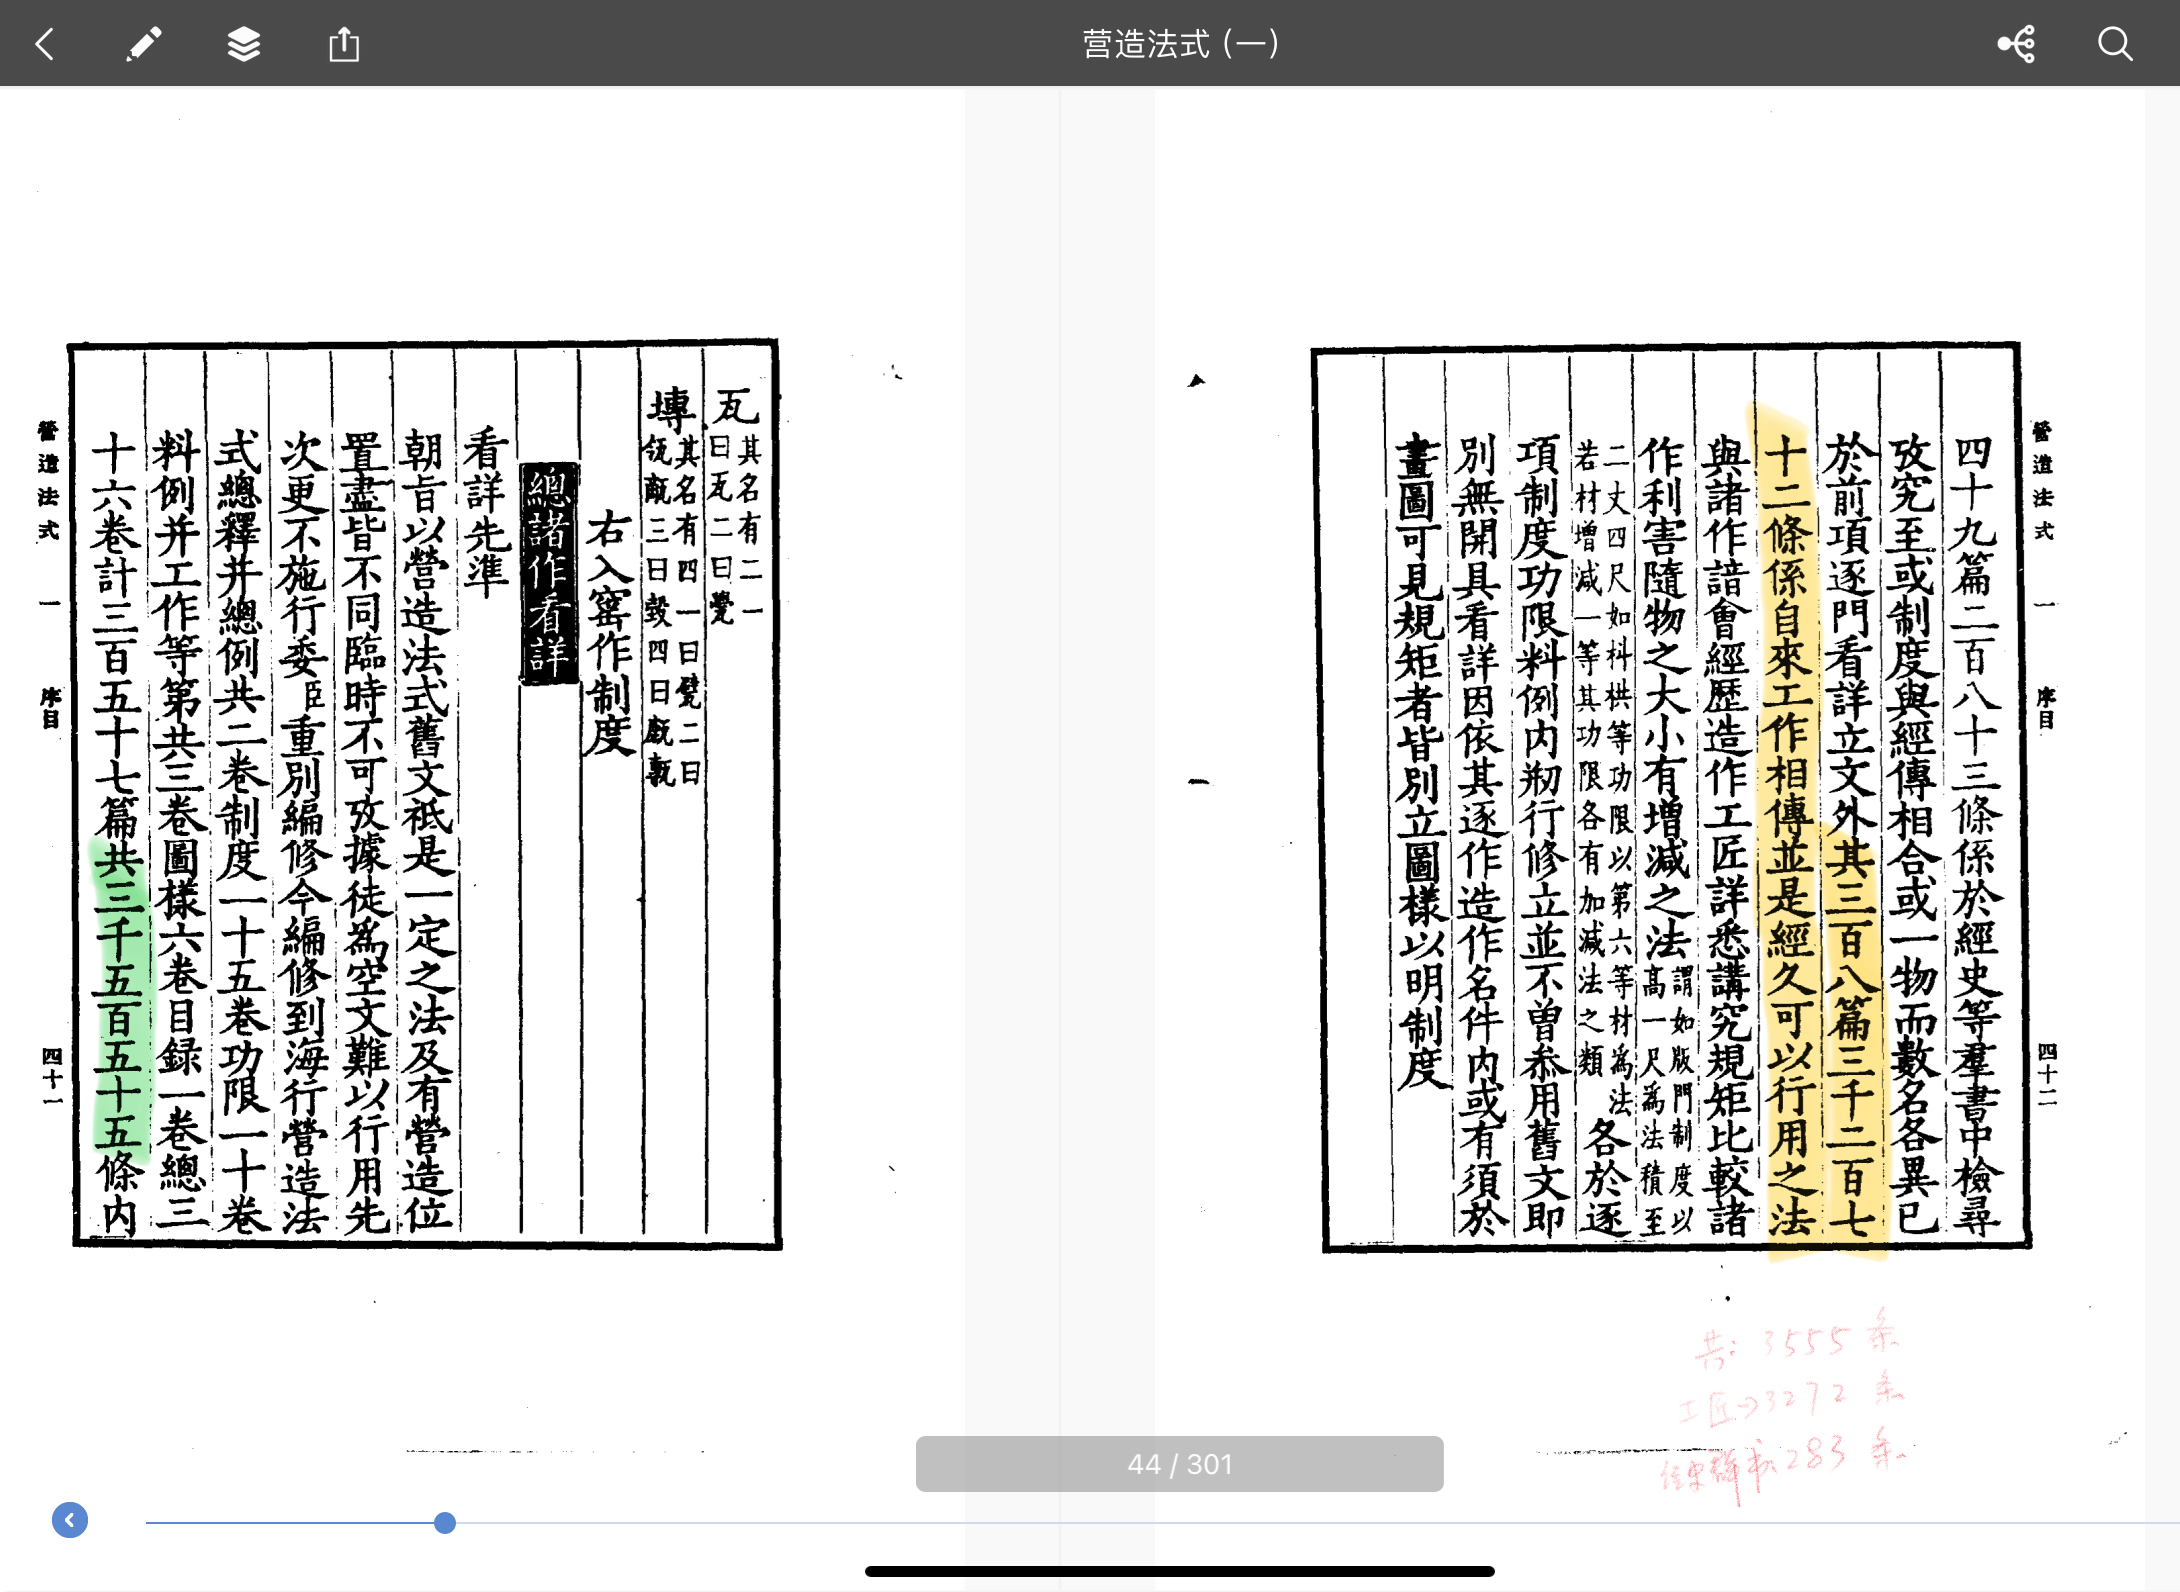 营造法式 (一)
瓦
其名有二一
曰瓦二曰
塼
其名有四一曰甓二曰
瓴甋三曰瑴四曰
右入窰作制度
總諸作看詳
看詳先準
朝旨以營造法式舊文祇是一定之法及有營造位
置盡皆不同臨時不可攷據徒爲空文難以行用先
次更不施行委臣重別編修今編修到海行營造法
式總釋并總例共二卷制度一十五卷功限一十卷
料例并工作等第共三卷圖樣六卷目録一卷總三
十六卷計三百五十七篇共三千五百五十五條内
營造法式 一 序目 四十一
營造法式 一 序目 四十二
四十九篇二百八十三條係於經史等羣書中檢尋
攷究至或制度與經傳相合或一物而數名各異已
於前項逐門看詳立文外其三百八篇三千二百七
十二條係自來工作相傳並是經久可以行用之法
與諸作諳會經歷造作工匠詳悉講究規矩比較諸
作利害隨物之大小有增減之法
謂如版門制度以
高一尺爲法積至
二丈四尺如枓栱等功限以第六等材爲法
若材增减一等其功限各有加减法之類
各於逐
項制度功限料例内剏行修立並不曾叅用舊文即
別無開具看詳因依其逐作造作名件内或有須於
畫圖可見規矩者皆別立圖樣以明制度
共：3555 条
工匠→3272 条
经史群书 283 条
44 / 301